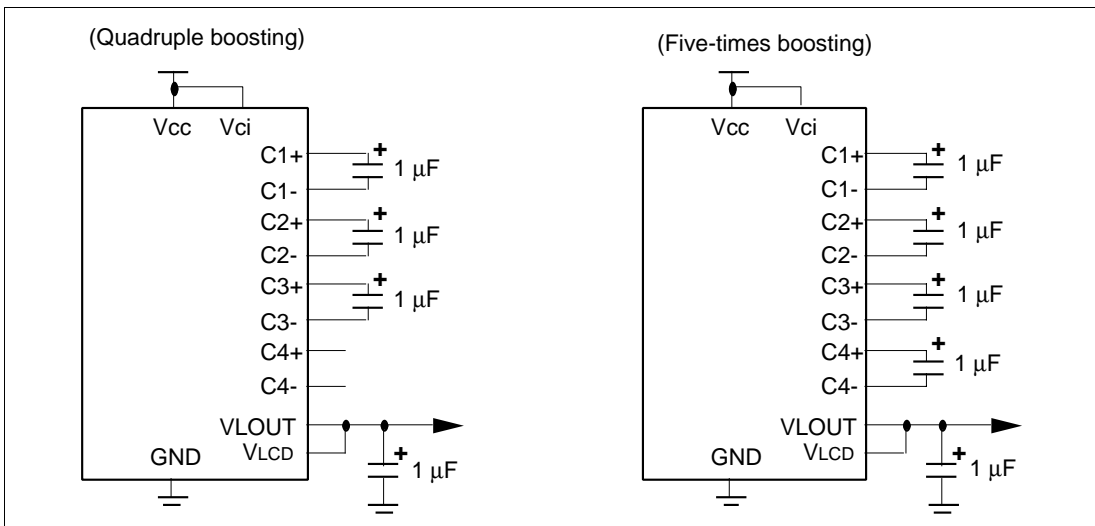 (Quadruple boosting)
Vcc Vci
C1+
+
1 μF
C1-
C2+
+
1 μF
C2-
C3+
+
1 μF
C3-
C4+
C4-
VLOUT
VLCD
GND
+
1 μF
(Five-times boosting)
Vcc Vci
C1+
+
1 μF
C1-
C2+
+
1 μF
C2-
C3+
+
1 μF
C3-
C4+
+
1 μF
C4-
VLOUT
VLCD
GND
+
1 μF